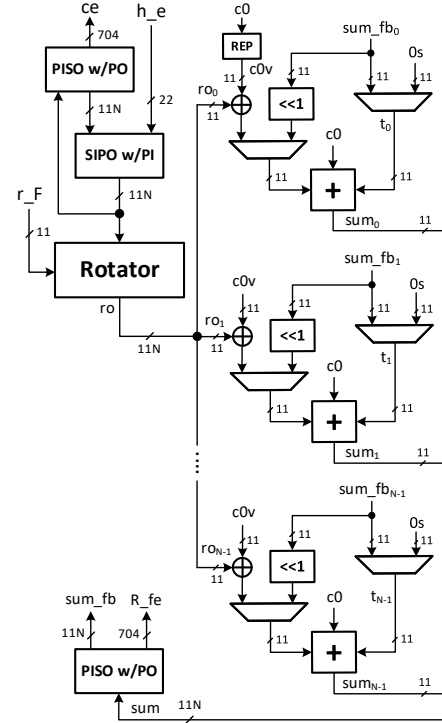 ce h_e c0 sum_fb0 0s
704 REP
PISO w/PO 11 c0v 11 11
11N 22 ro0 11 <<1
11 t0
SIPO w/PI 11 c0
11N 11 11
r_F +
11 sum0 11
Rotator sum_fb1 0s
ro c0v 11 11
11N ro1 11 11 <<1
11 t1
c0
11 11
+
sum1 11
......
sum_fbN-1 0s
c0v 11 11
roN-1 11 11 <<1
11 tN-1
sum_fb R_fe c0
11N 704 11 11
PISO w/PO +
sumN-1 11
sum 11N